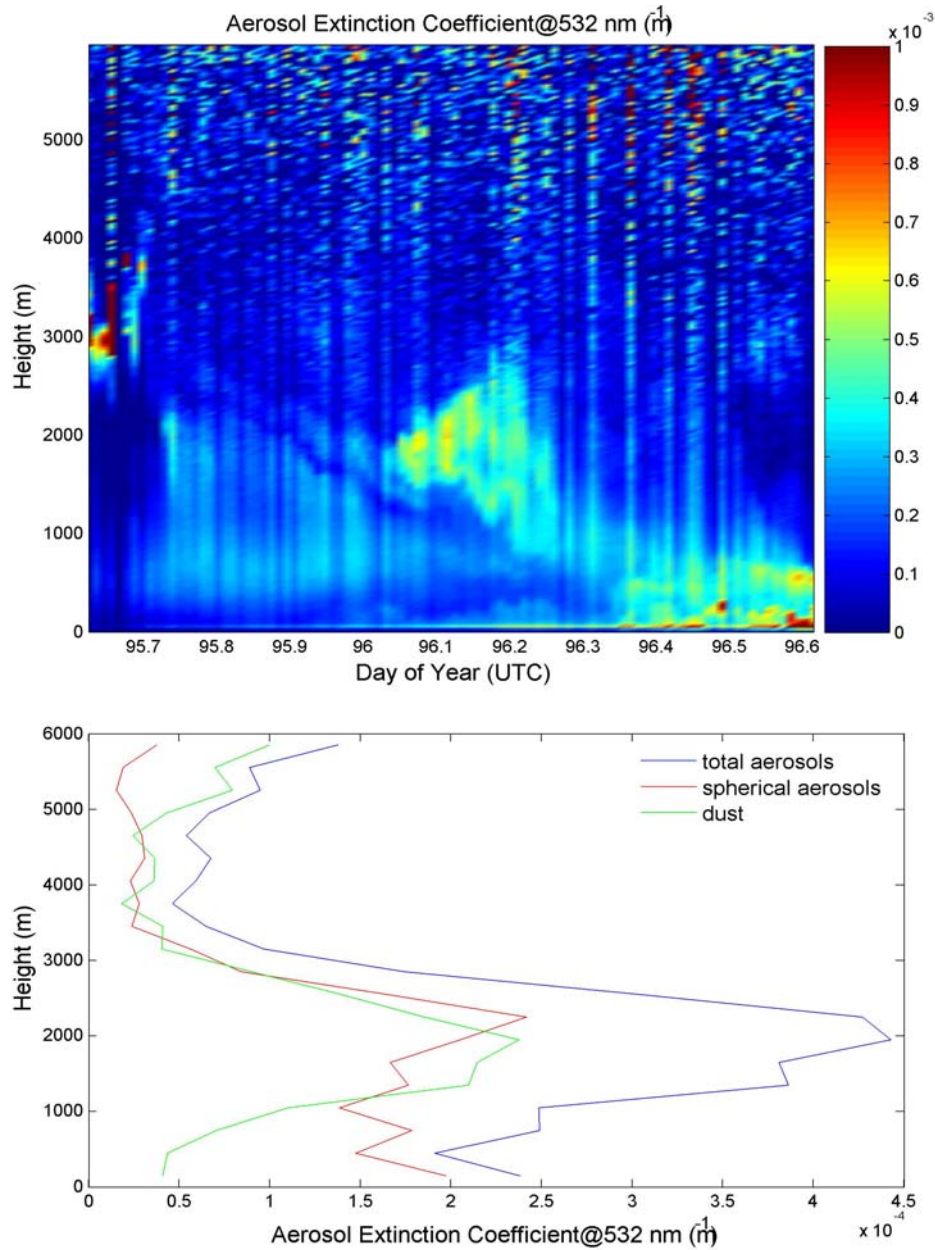 Aerosol Extinction Coefficient@532 nm (m⁻¹)
x 10⁻³
1
0.9
0.8
0.7
0.6
0.5
0.4
0.3
0.2
0.1
0
Height (m)
5000
4000
3000
2000
1000
0
95.7 95.8 95.9 96 96.1 96.2 96.3 96.4 96.5 96.6
Day of Year (UTC)
Height (m)
6000
5000
4000
3000
2000
1000
0
total aerosols
spherical aerosols
dust
0 0.5 1 1.5 2 2.5 3 3.5 4 4.5
x 10⁻⁴
Aerosol Extinction Coefficient@532 nm (m⁻¹)